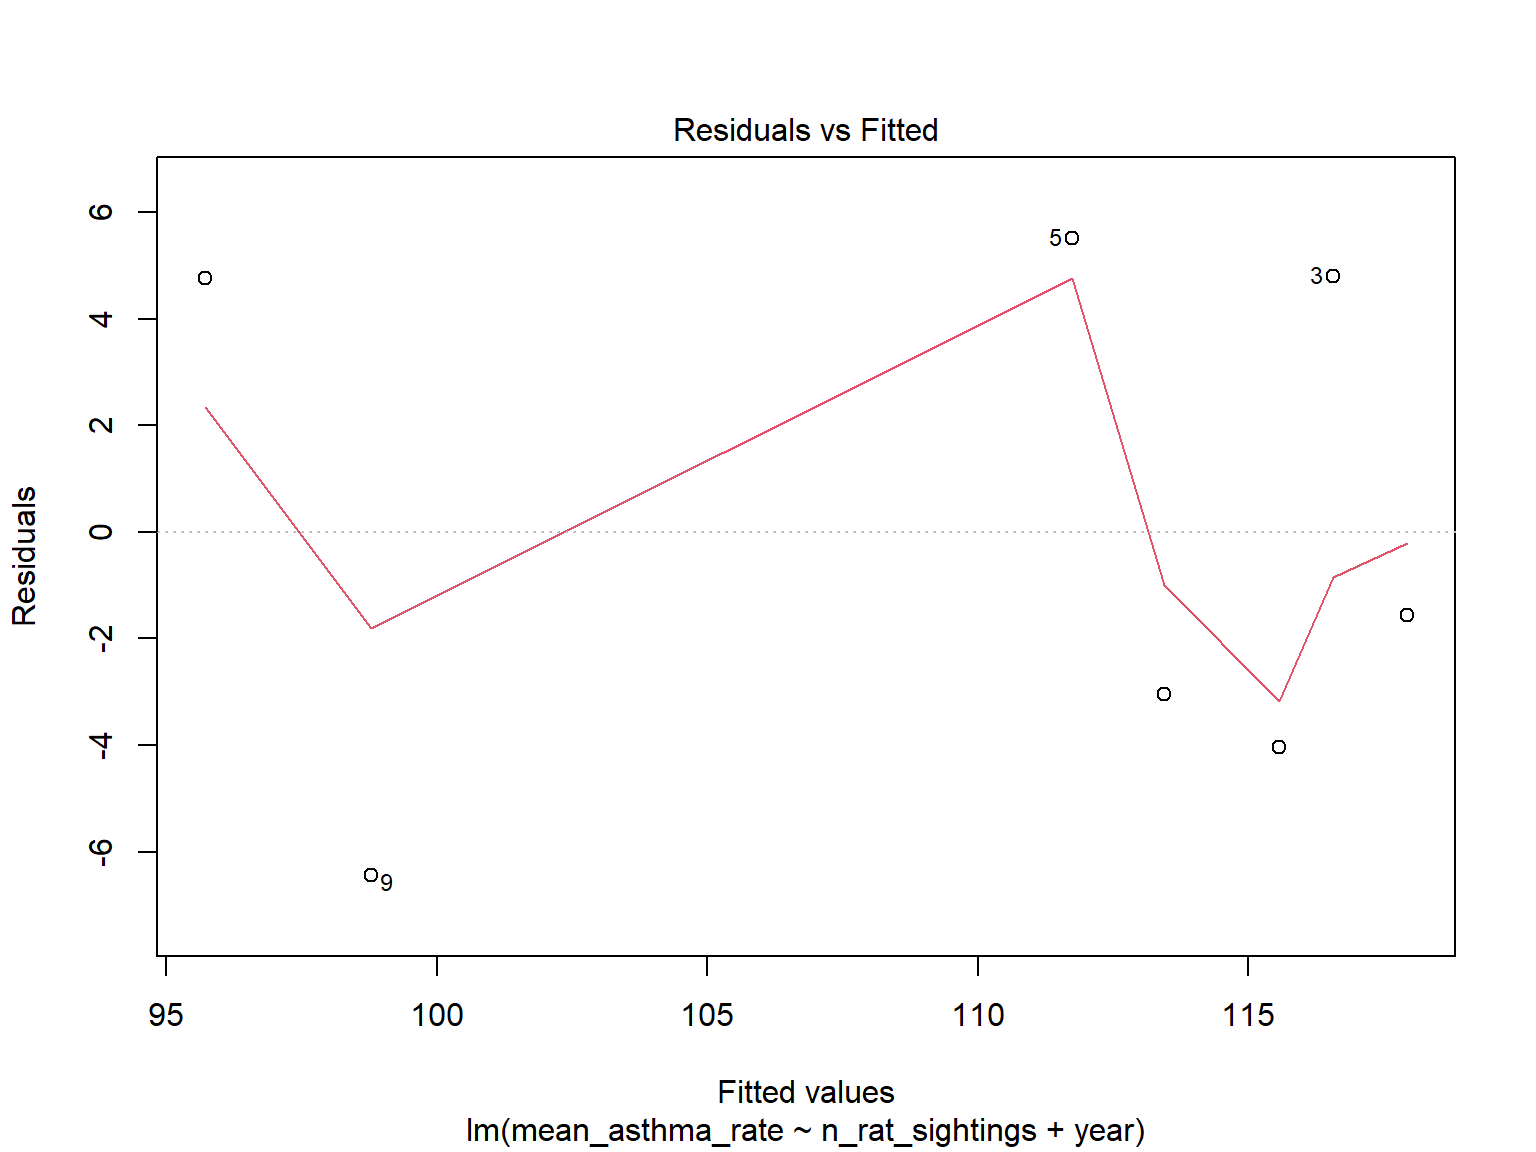 Residuals vs Fitted
6
4
2
0
-2
-4
-6
Residuals
5
3
9
95 100 105 110 115
Fitted values
lm(mean_asthma_rate ~ n_rat_sightings + year)